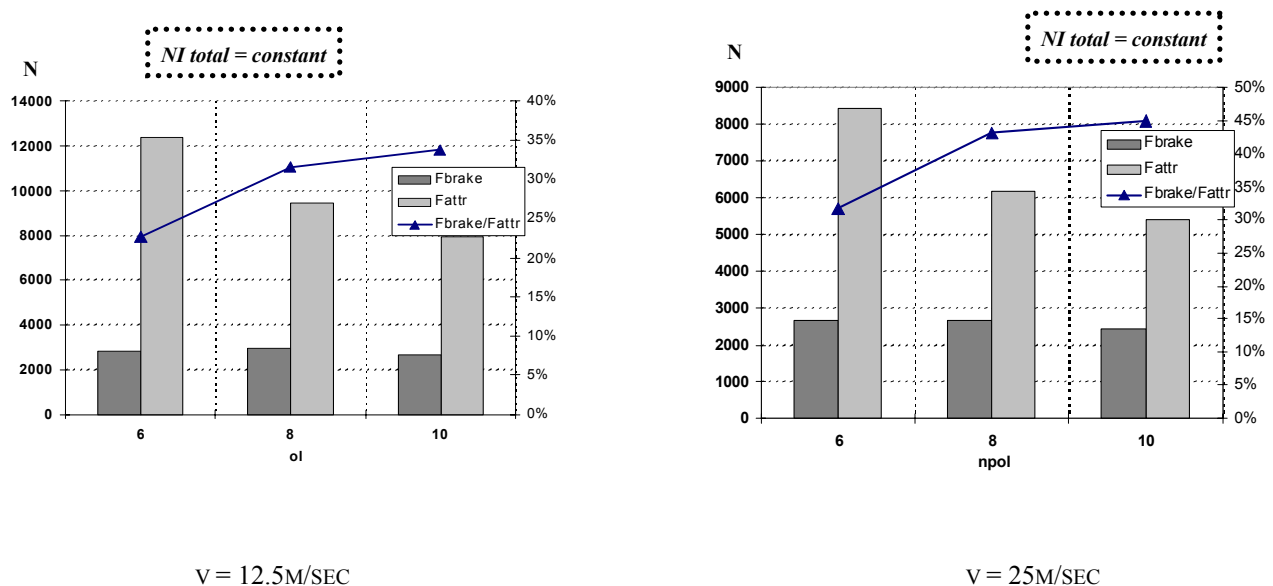 NI total = constant
N
14000
12000
10000
8000
6000
4000
2000
0
40%
35%
30%
25%
20%
15%
10%
5%
0%
Fbrake
Fattr
Fbrake/Fattr
6 8 10
ol
V = 12.5M/SEC
NI total = constant
N
9000
8000
7000
6000
5000
4000
3000
2000
1000
0
50%
45%
40%
35%
30%
25%
20%
15%
10%
5%
0%
Fbrake
Fattr
Fbrake/Fattr
6 8 10
npol
V = 25M/SEC